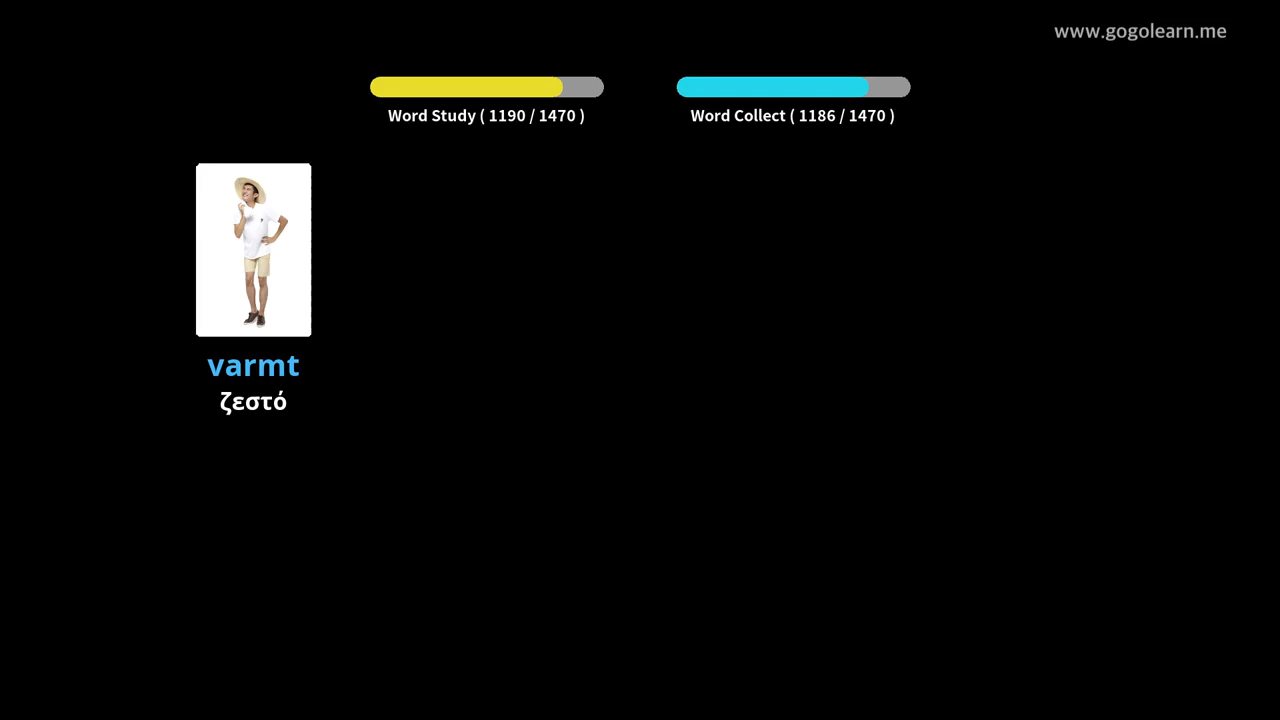 www.gogolearn.me
Word Study ( 1190 / 1470 )
Word Collect ( 1186 / 1470 )
varmt
ζεστό